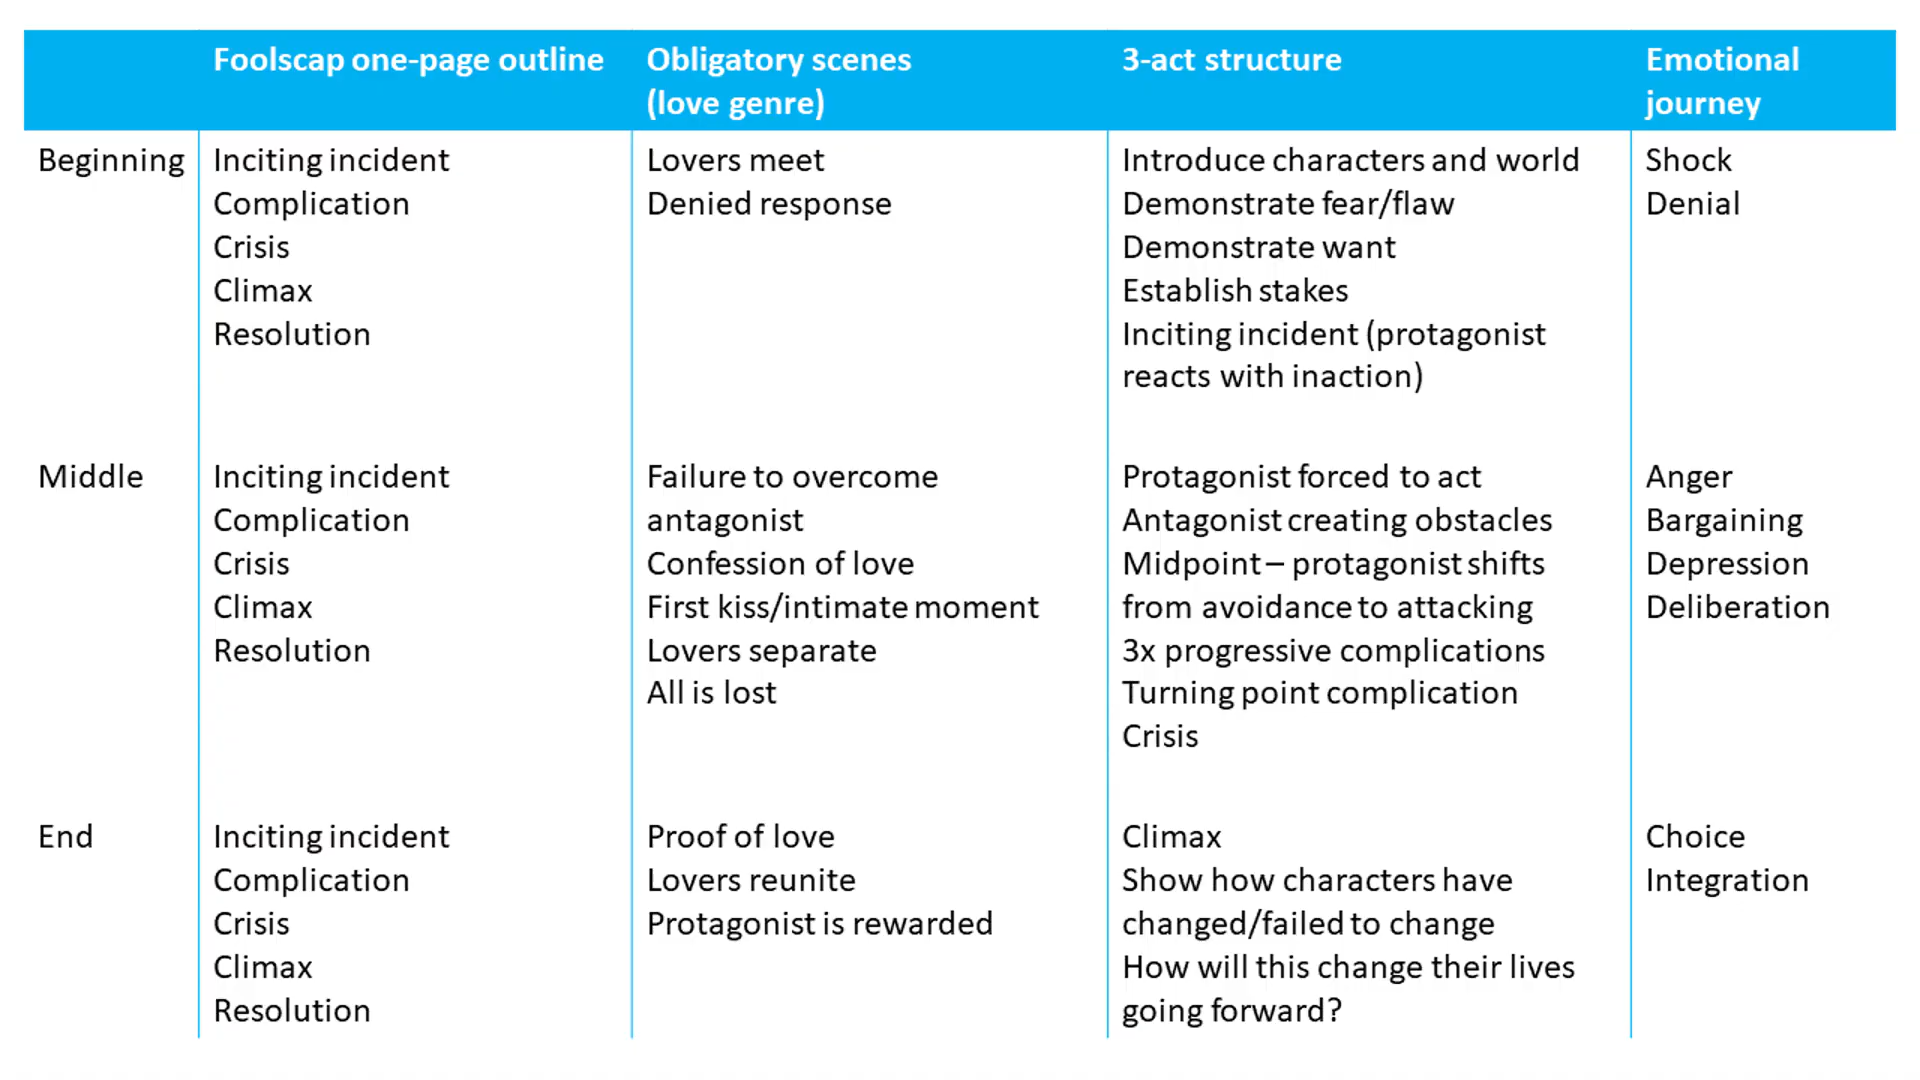 Foolscap one-page outline
Obligatory scenes
(love genre)
3-act structure
Emotional
journey
Beginning
Inciting incident
Complication
Crisis
Climax
Resolution
Lovers meet
Denied response
Introduce characters and world
Demonstrate fear/flaw
Demonstrate want
Establish stakes
Inciting incident (protagonist
reacts with inaction)
Shock
Denial
Middle
Inciting incident
Complication
Crisis
Climax
Resolution
Failure to overcome
antagonist
Confession of love
First kiss/intimate moment
Lovers separate
All is lost
Protagonist forced to act
Antagonist creating obstacles
Midpoint – protagonist shifts
from avoidance to attacking
3x progressive complications
Turning point complication
Crisis
Anger
Bargaining
Depression
Deliberation
End
Inciting incident
Complication
Crisis
Climax
Resolution
Proof of love
Lovers reunite
Protagonist is rewarded
Climax
Show how characters have
changed/failed to change
How will this change their lives
going forward?
Choice
Integration